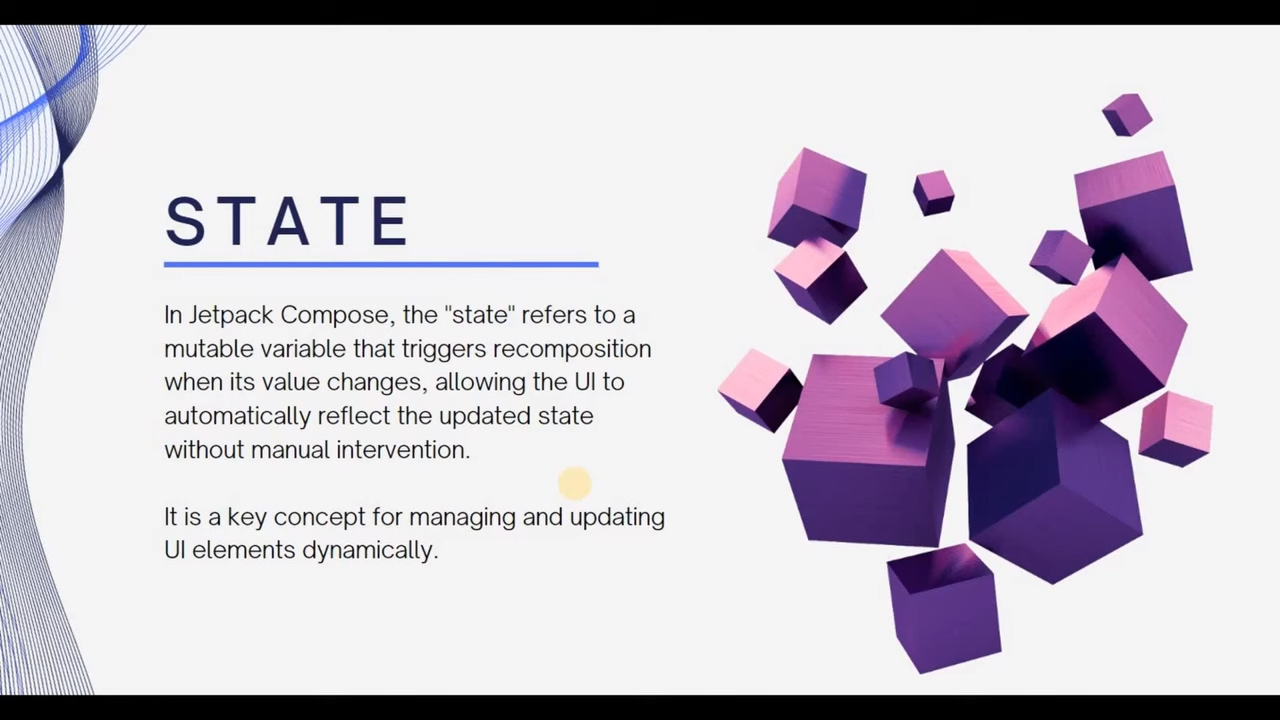 STATE
In Jetpack Compose, the "state" refers to a
mutable variable that triggers recomposition
when its value changes, allowing the UI to
automatically reflect the updated state
without manual intervention.
It is a key concept for managing and updating
UI elements dynamically.